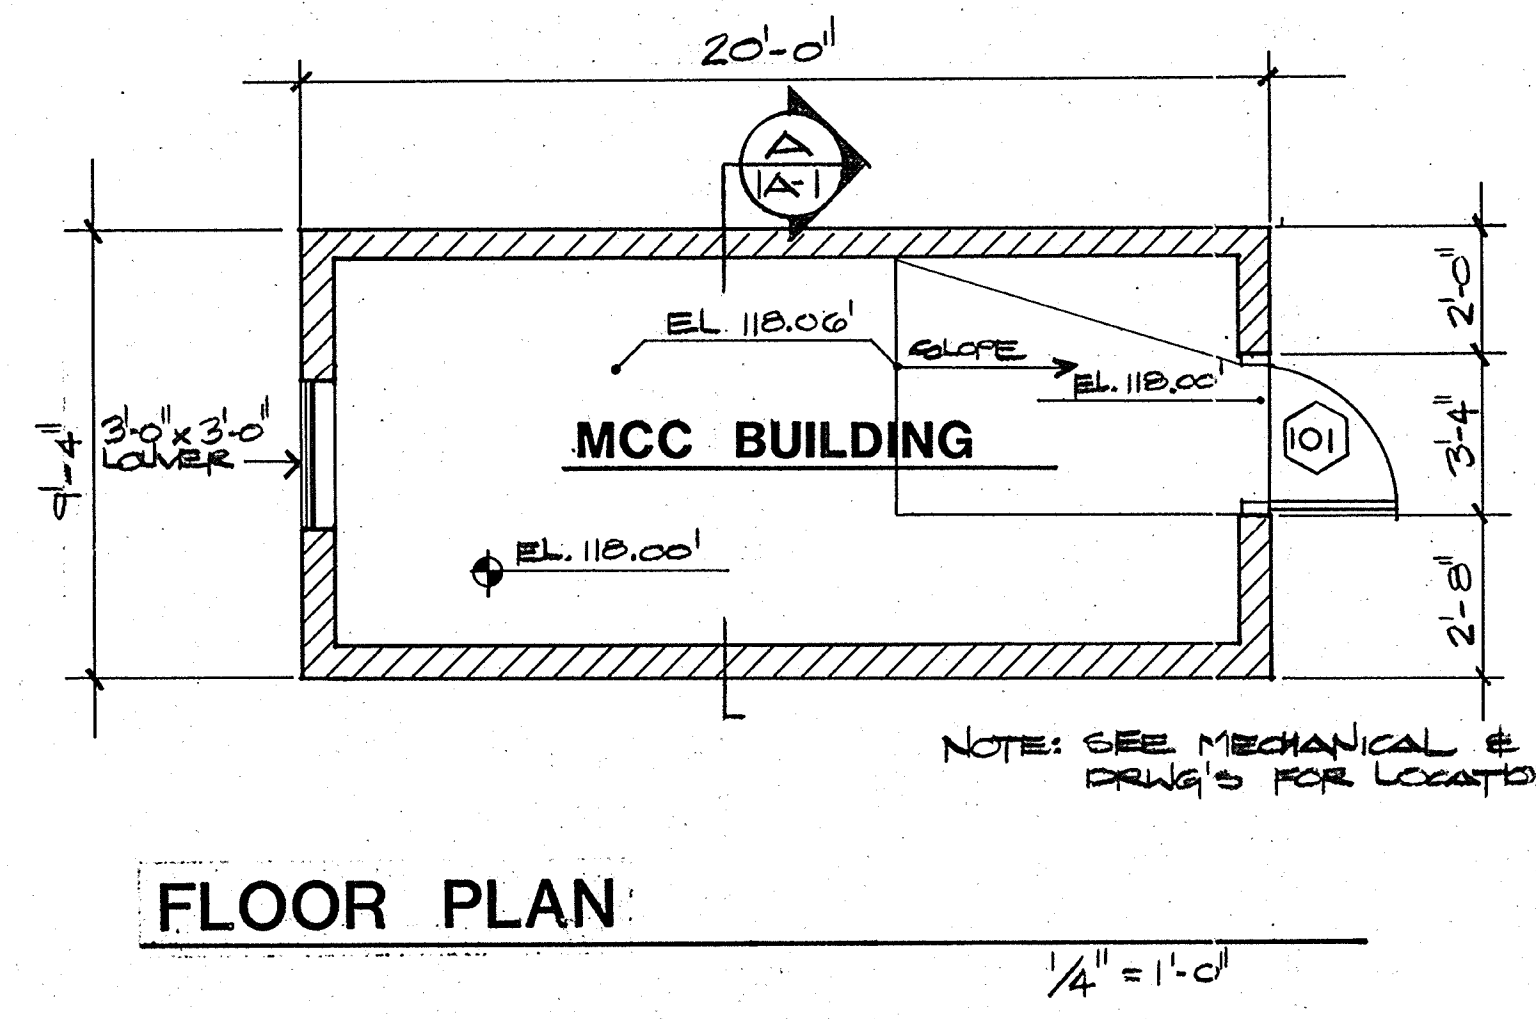 20'-0"
A
1A-1
2'-0"
EL 118.06'
SLOPE
EL. 118.00'
3'-0" x 3'-0"
LOUVER
9'-4"
MCC BUILDING
101
3'-4"
EL. 118.00'
2'-8"
NOTE: SEE MECHANICAL &
DRWG'S FOR LOCATIO
FLOOR PLAN
1/4" = 1'-0"